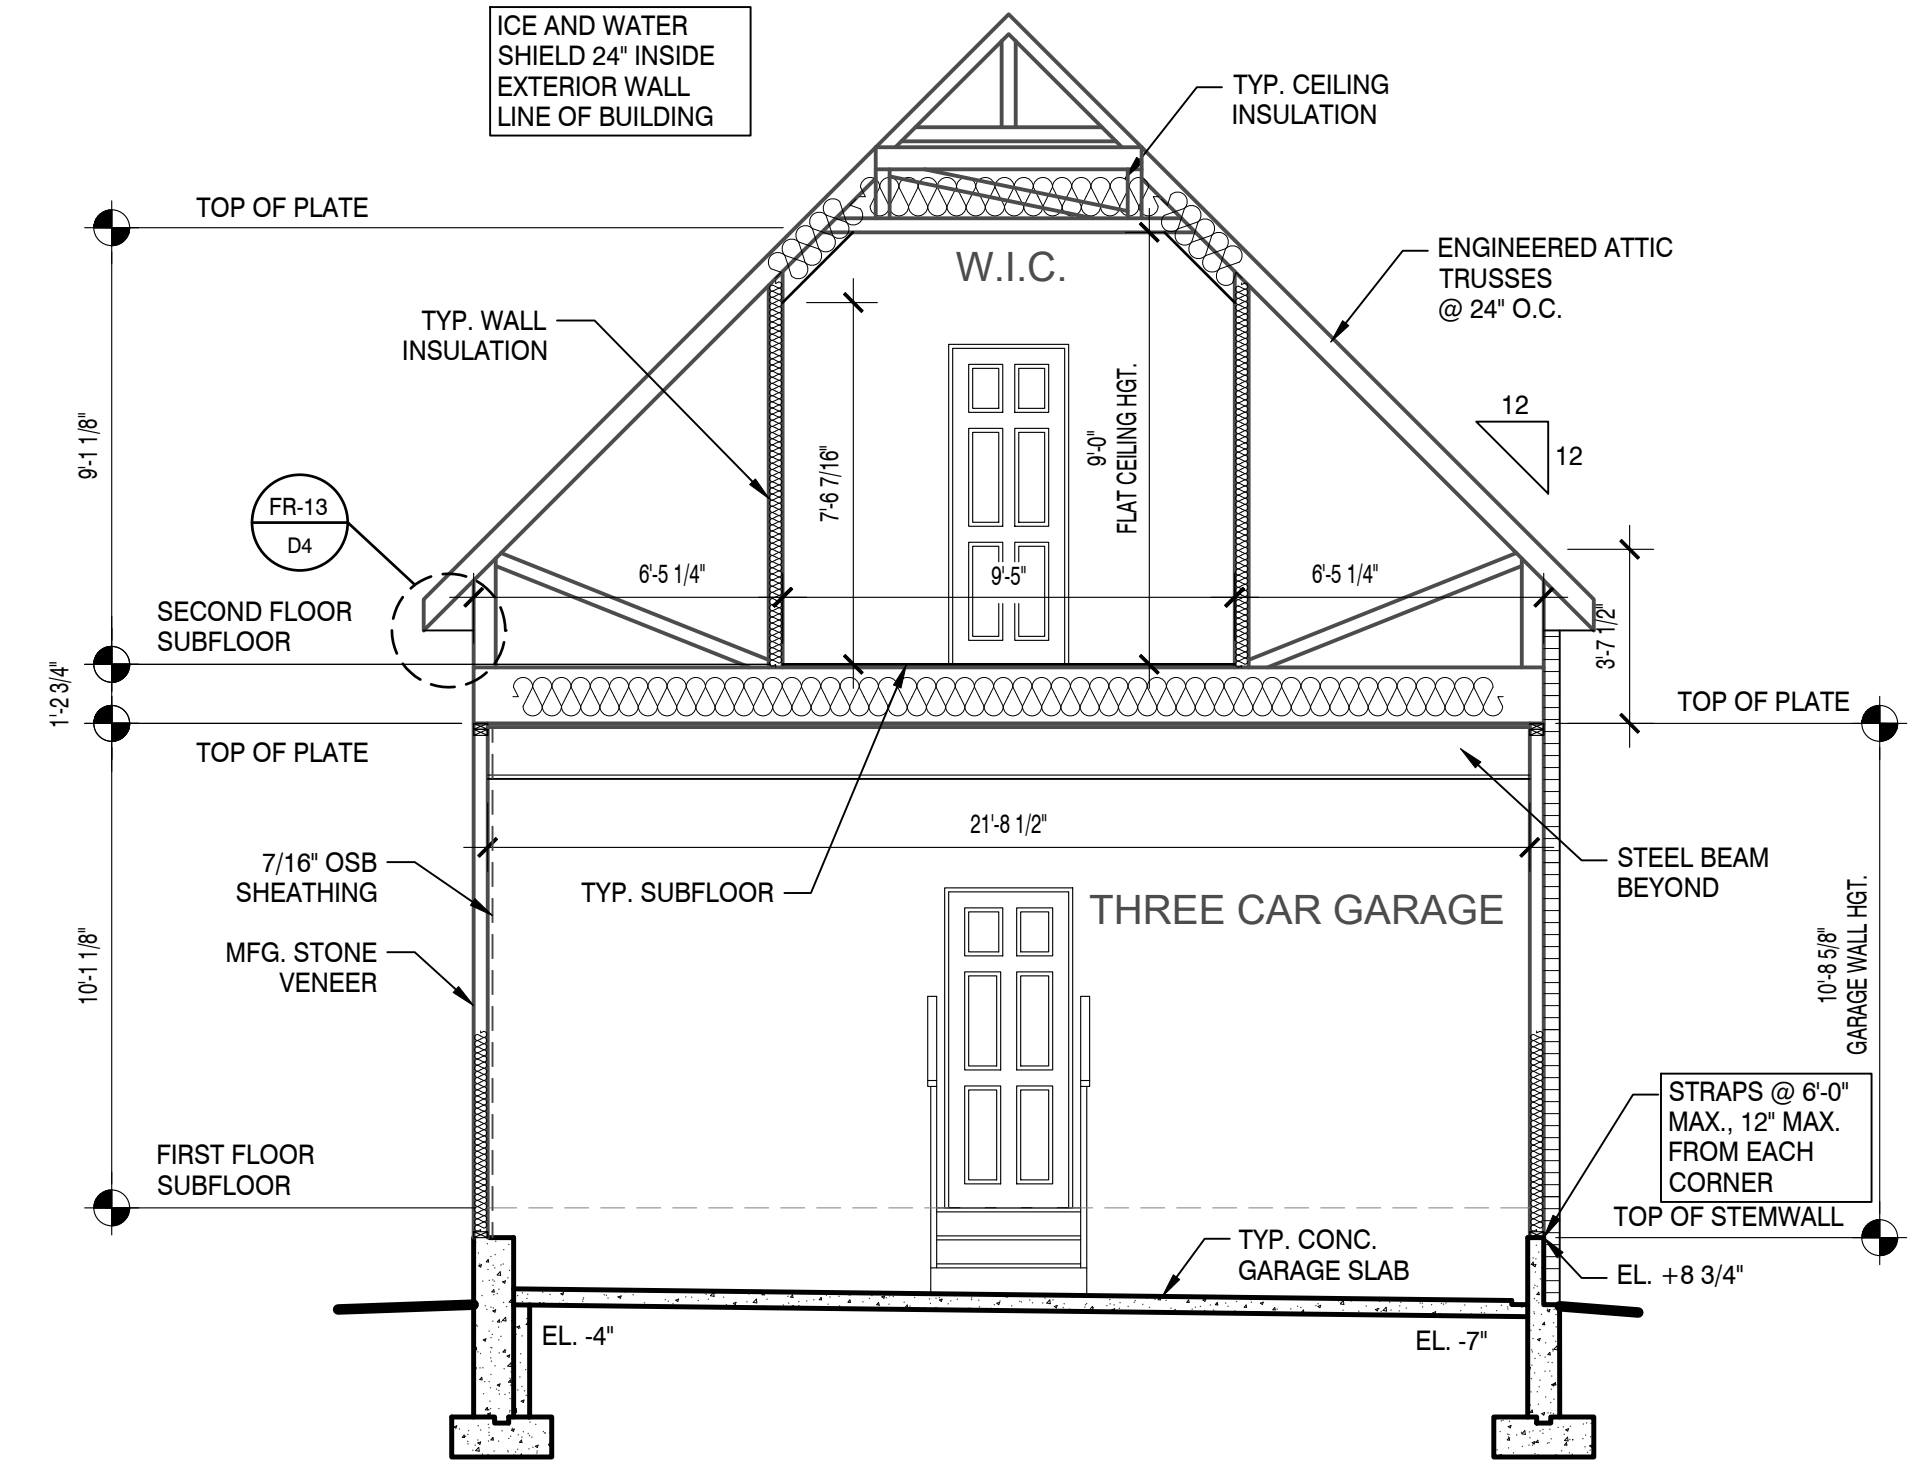 ICE AND WATER
SHIELD 24" INSIDE
EXTERIOR WALL
LINE OF BUILDING
TYP. CEILING
INSULATION
TOP OF PLATE
W.I.C.
ENGINEERED ATTIC
TRUSSES
@ 24" O.C.
TYP. WALL
INSULATION
9'-1 1/8"
7'-6 7/16"
9'-0"
FLAT CEILING HGT.
12
12
FR-13
D4
6'-5 1/4"
9'-5"
6'-5 1/4"
SECOND FLOOR
SUBFLOOR
3'-7 1/2"
1'-2 3/4"
TOP OF PLATE
TOP OF PLATE
21'-8 1/2"
7/16" OSB
SHEATHING
TYP. SUBFLOOR
THREE CAR GARAGE
STEEL BEAM
BEYOND
MFG. STONE
VENEER
10'-1 1/8"
10'-8 5/8"
GARAGE WALL HGT.
STRAPS @ 6'-0"
MAX., 12" MAX.
FROM EACH
CORNER
FIRST FLOOR
SUBFLOOR
TOP OF STEMWALL
TYP. CONC.
GARAGE SLAB
EL. +8 3/4"
EL. -4"
EL. -7"